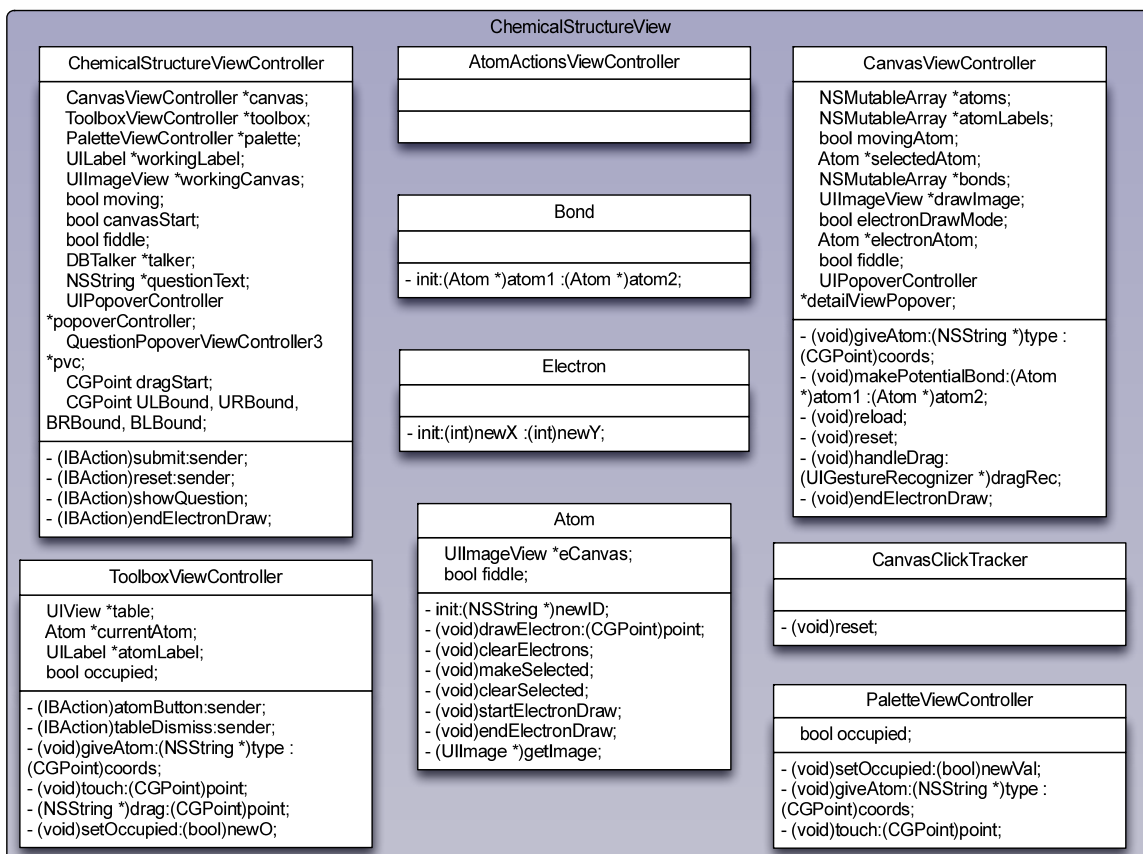 ChemicalStructureView
ChemicalStructureViewController
CanvasViewController *canvas;
ToolboxViewController *toolbox;
PaletteViewController *palette;
UILabel *workingLabel;
UIImageView *workingCanvas;
bool moving;
bool canvasStart;
bool fiddle;
DBTalker *talker;
NSString *questionText;
UIPopoverController
*popoverController;
QuestionPopoverViewController3
*pvc;
CGPoint dragStart;
CGPoint ULBound, URBound,
BRBound, BLBound;
- (IBAction)submit:sender;
- (IBAction)reset:sender;
- (IBAction)showQuestion;
- (IBAction)endElectronDraw;
ToolboxViewController
UIView *table;
Atom *currentAtom;
UILabel *atomLabel;
bool occupied;
- (IBAction)atomButton:sender;
- (IBAction)tableDismiss:sender;
- (void)giveAtom:(NSString *)type :
(CGPoint)coords;
- (void)touch:(CGPoint)point;
- (NSString *)drag:(CGPoint)point;
- (void)setOccupied:(bool)newO;
AtomActionsViewController
Bond
- init:(Atom *)atom1 :(Atom *)atom2;
Electron
- init:(int)newX :(int)newY;
Atom
UIImageView *eCanvas;
bool fiddle;
- init:(NSString *)newID;
- (void)drawElectron:(CGPoint)point;
- (void)clearElectrons;
- (void)makeSelected;
- (void)clearSelected;
- (void)startElectronDraw;
- (void)endElectronDraw;
- (UIImage *)getImage;
CanvasViewController
NSMutableArray *atoms;
NSMutableArray *atomLabels;
bool movingAtom;
Atom *selectedAtom;
NSMutableArray *bonds;
UIImageView *drawImage;
bool electronDrawMode;
Atom *electronAtom;
bool fiddle;
UIPopoverController
*detailViewPopover;
- (void)giveAtom:(NSString *)type :
(CGPoint)coords;
- (void)makePotentialBond:(Atom
*)atom1 :(Atom *)atom2;
- (void)reload;
- (void)reset;
- (void)handleDrag:
(UIGestureRecognizer *)dragRec;
- (void)endElectronDraw;
CanvasClickTracker
- (void)reset;
PaletteViewController
bool occupied;
- (void)setOccupied:(bool)newVal;
- (void)giveAtom:(NSString *)type :
(CGPoint)coords;
- (void)touch:(CGPoint)point;